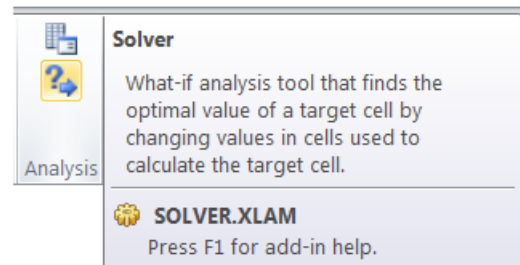 Solver
What-if analysis tool that finds the
optimal value of a target cell by
changing values in cells used to
calculate the target cell.
Analysis
SOLVER.XLAM
Press F1 for add-in help.